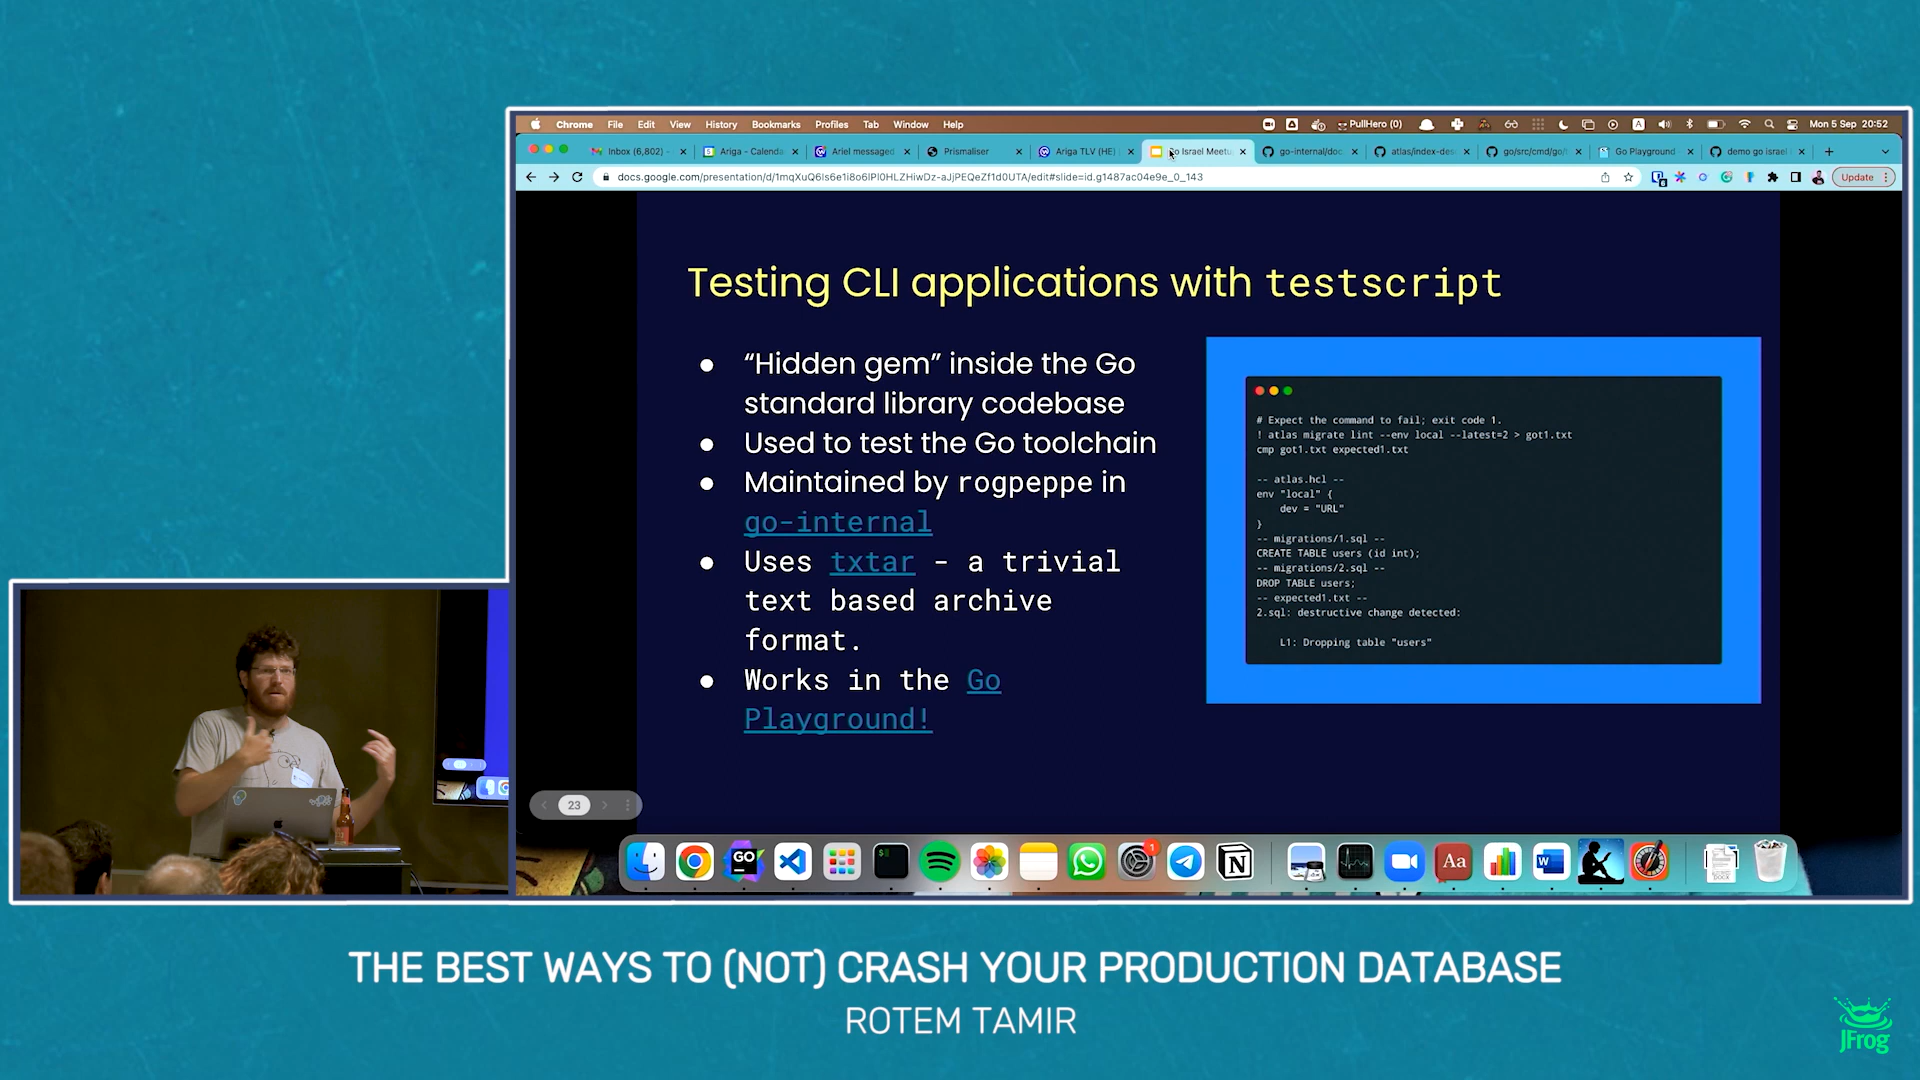 Chrome File Edit View History Bookmarks Profiles Tab Window Help
PullHero (0)
A
Mon 5 Sep 20:52
Inbox (6,802) -
Ariga - Calenda
Ariel messaged
Prismaliser
Ariga TLV (HE)
Go Israel Meetu
go-internal/doc
atlas/index-des
go/src/cmd/go/t
Go Playground
demo go israel
docs.google.com/presentation/d/1mqXuQ6ls6e1i8o6lPl0HLZHiwDz-aJjPEQeZf1d0UTA/edit#slide=id.g1487ac04e9e_0_143
Update
Testing CLI applications with testscript
● “Hidden gem” inside the Go
standard library codebase
● Used to test the Go toolchain
● Maintained by rogpeppe in
go-internal
● Uses txtar - a trivial
text based archive
format.
● Works in the Go
Playground!
# Expect the command to fail; exit code 1.
! atlas migrate lint --env local --latest=2 > got1.txt
cmp got1.txt expected1.txt
-- atlas.hcl --
env "local" {
dev = "URL"
}
-- migrations/1.sql --
CREATE TABLE users (id int);
-- migrations/2.sql --
DROP TABLE users;
-- expected1.txt --
2.sql: destructive change detected:
L1: Dropping table "users"
23
GO
$
1
N
Aa
W
DOCX
THE BEST WAYS TO (NOT) CRASH YOUR PRODUCTION DATABASE
ROTEM TAMIR
JFrog